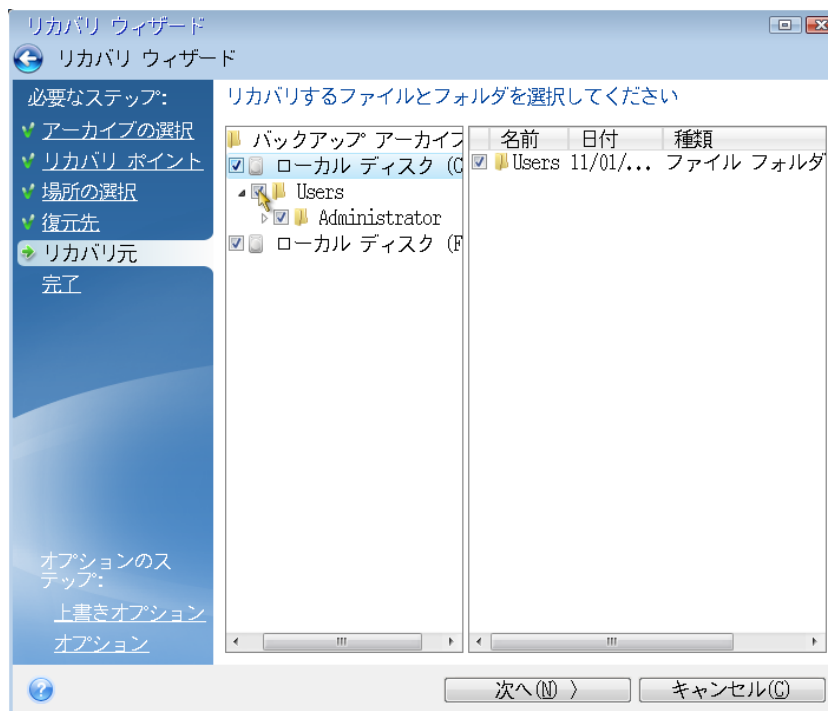 リカバリ ウィザード
リカバリ ウィザード
必要なステップ:
アーカイブの選択
リカバリ ポイント
場所の選択
復元先
リカバリ元
完了
オプションのス
テップ:
上書きオプション
オプション
リカバリするファイルとフォルダを選択してください
バックアップ アーカイブ
ローカル ディスク (C
Users
Administrator
ローカル ディスク (F
名前 日付 種類
Users 11/01/... ファイル フォルダ
次へ(N) 〉
キャンセル(C)